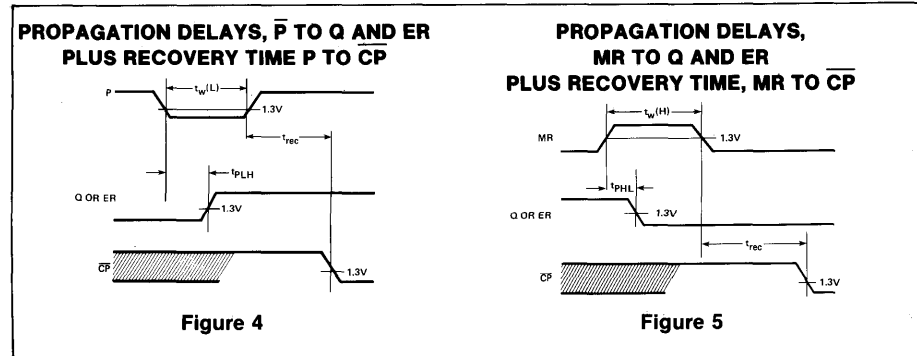 PROPAGATION DELAYS, P̅ TO Q AND ER
PLUS RECOVERY TIME P TO C̅P̅
P
tw(L)
1.3V
trec
tPLH
Q OR ER
1.3V
C̅P̅
1.3V
Figure 4
PROPAGATION DELAYS,
MR TO Q AND ER
PLUS RECOVERY TIME, MR TO C̅P̅
tw(H)
MR
1.3V
tPHL
Q OR ER
1.3V
trec
C̅P̅
1.3V
Figure 5